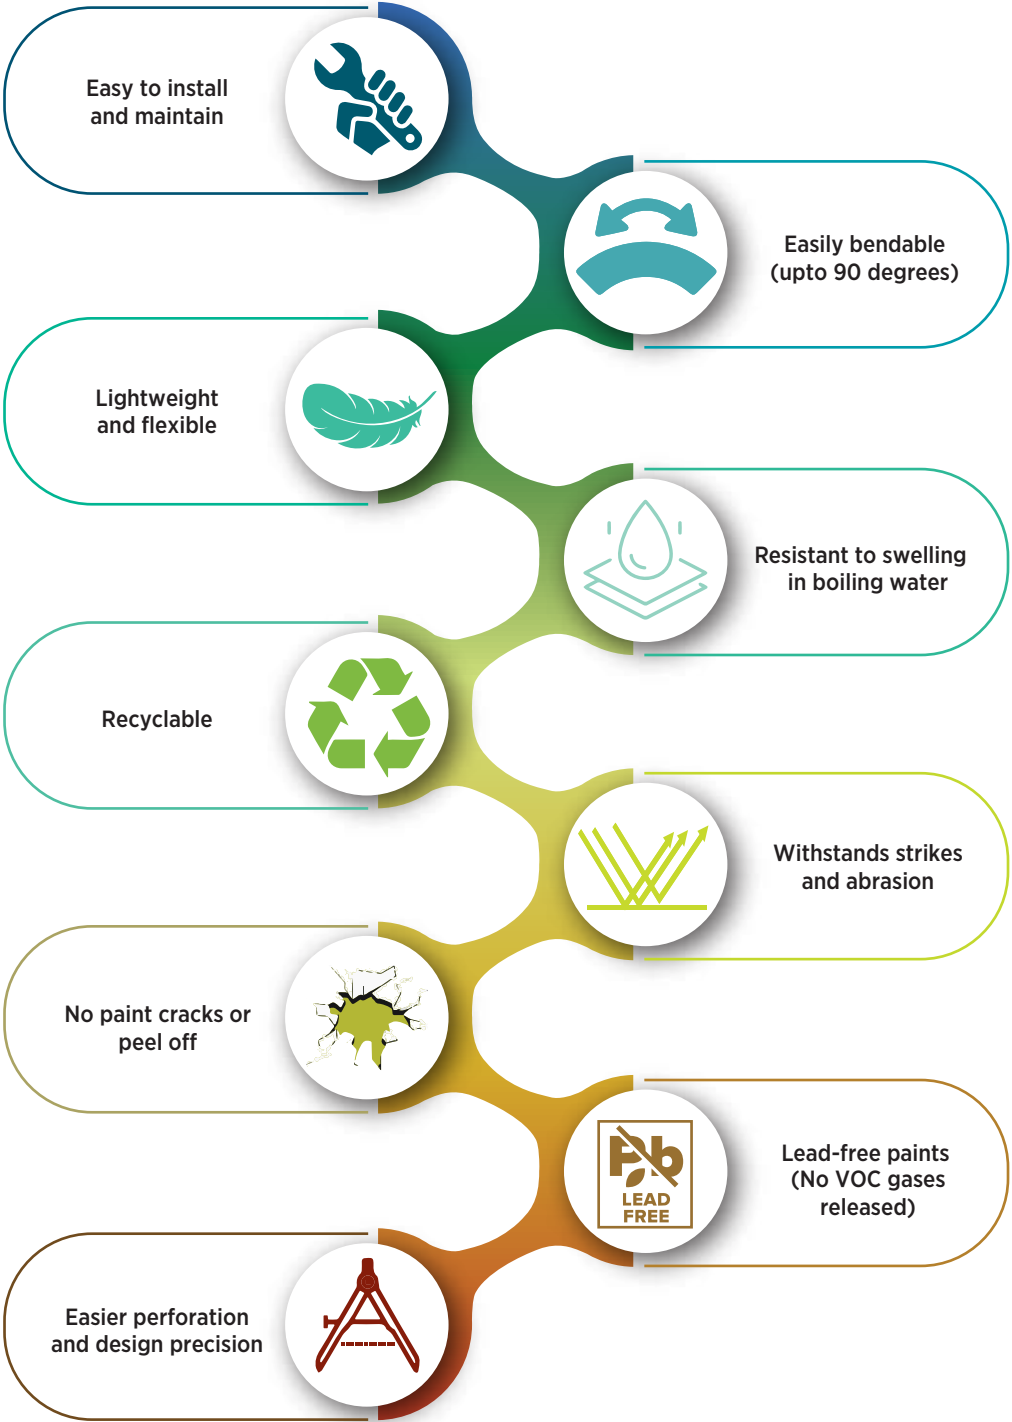 Easy to install
and maintain
Easily bendable
(upto 90 degrees)
Lightweight
and flexible
Resistant to swelling
in boiling water
Recyclable
Withstands strikes
and abrasion
No paint cracks or
peel off
Pb
LEAD
FREE
Lead-free paints
(No VOC gases
released)
Easier perforation
and design precision